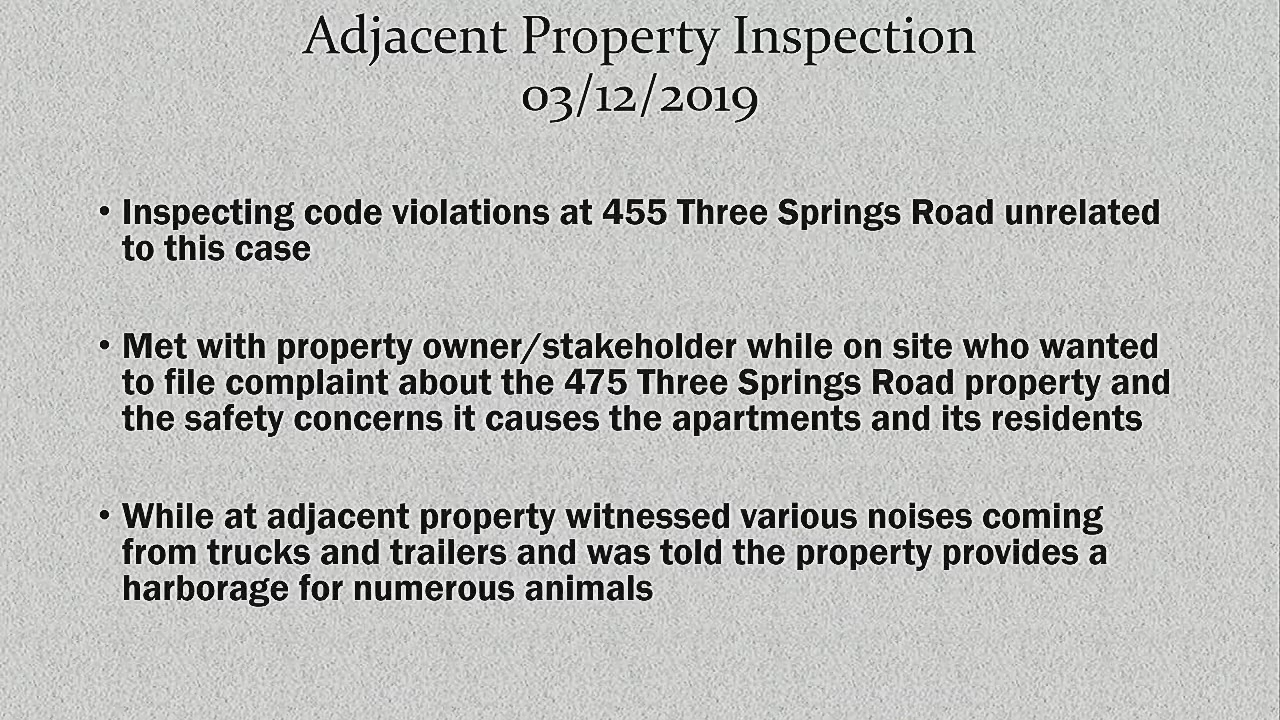 Adjacent Property Inspection
03/12/2019
• Inspecting code violations at 455 Three Springs Road unrelated
to this case
• Met with property owner/stakeholder while on site who wanted
to file complaint about the 475 Three Springs Road property and
the safety concerns it causes the apartments and its residents
• While at adjacent property witnessed various noises coming
from trucks and trailers and was told the property provides a
harborage for numerous animals